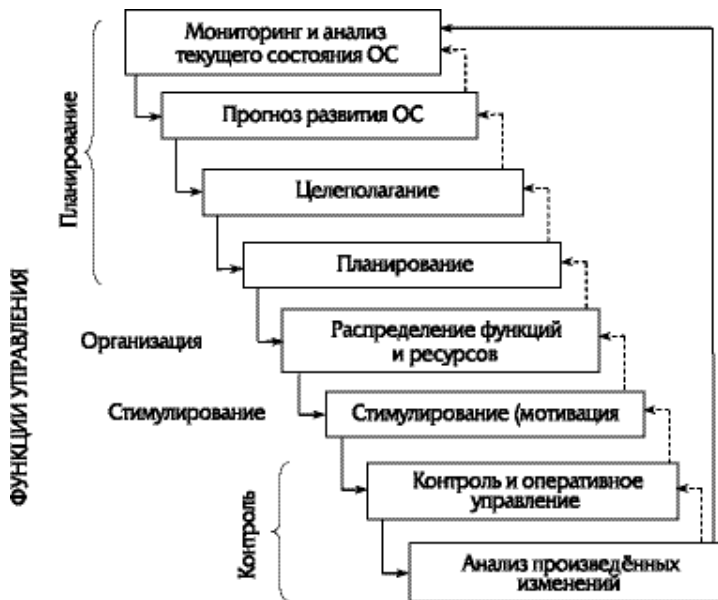 Мониторинг и анализ
текущего состояния ОС
Прогноз развития ОС
Целеполагание
Планирование
Планирование
Организация
Распределение функций
и ресурсов
Стимулирование
Стимулирование (мотивация
Контроль и оперативное
управление
Контроль
Анализ произведённых
изменений
ФУНКЦИИ УПРАВЛЕНИЯ